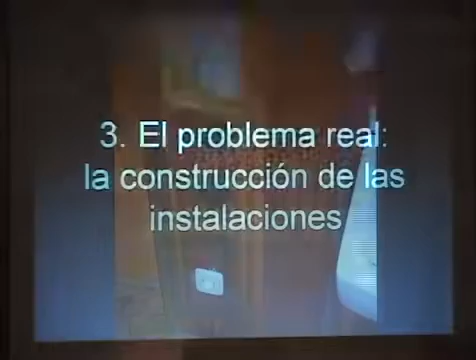 3. El problema real:
la construcción de las
instalaciones